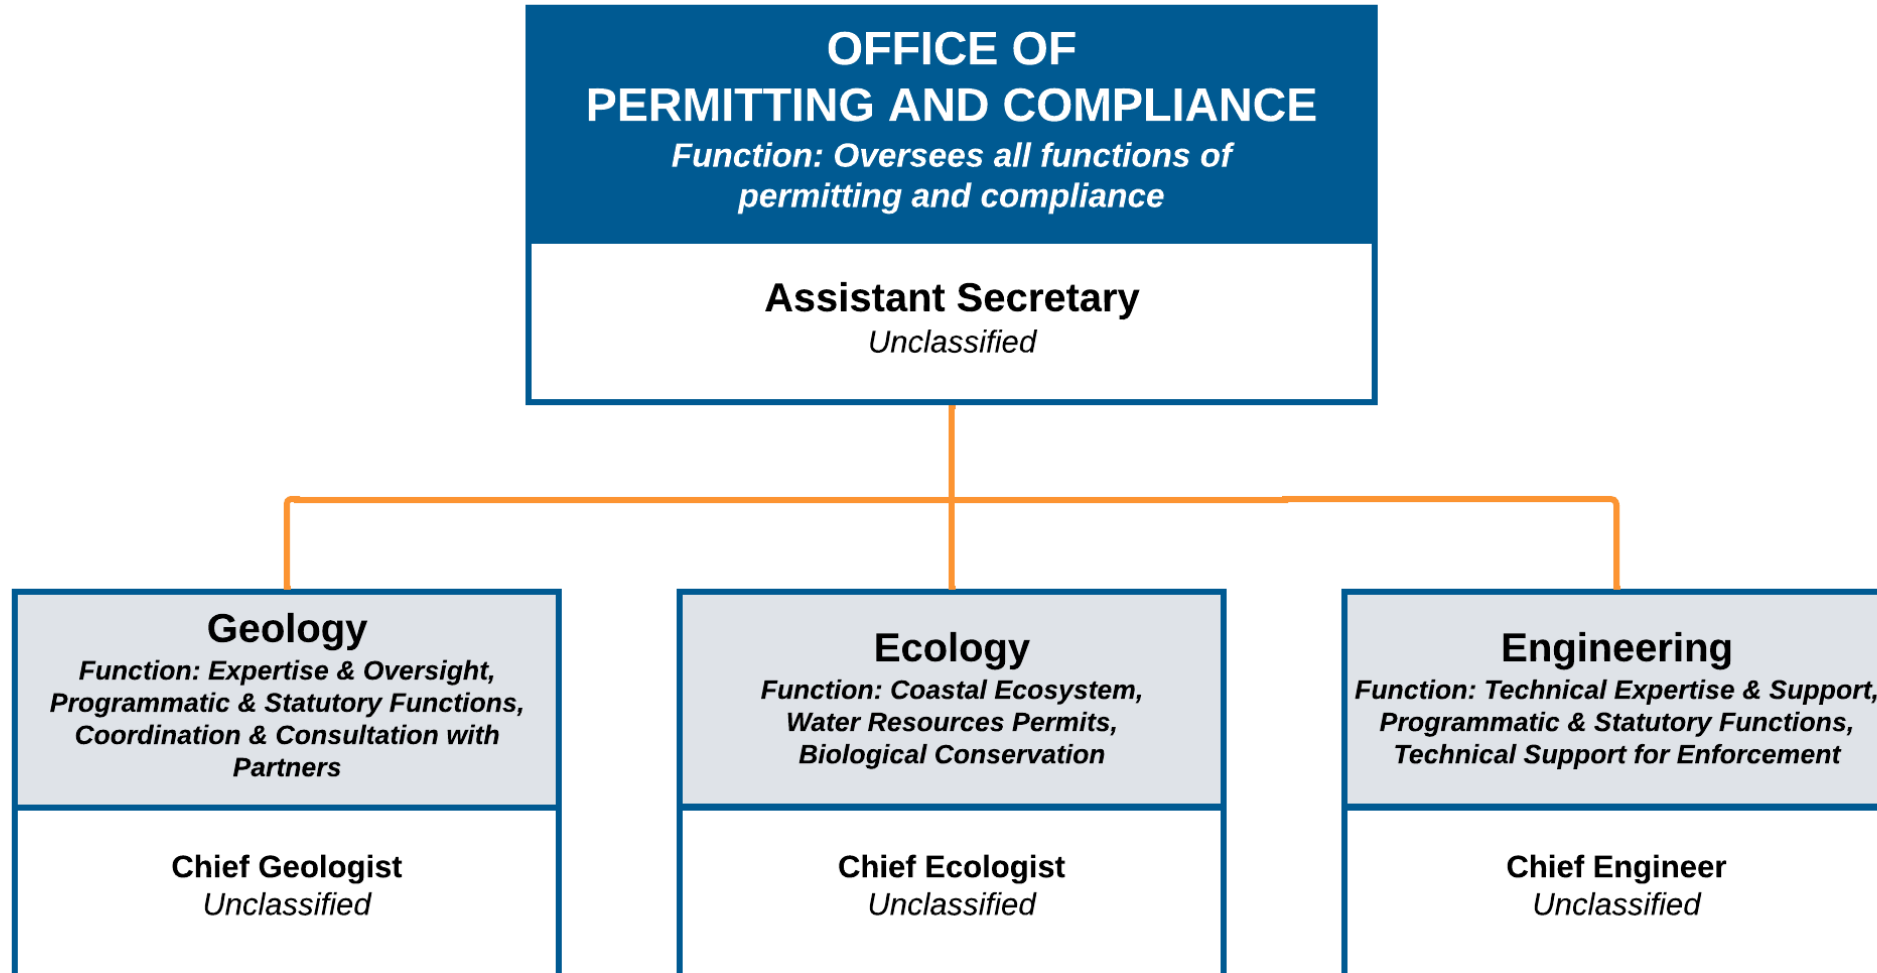 OFFICE OF
PERMITTING AND COMPLIANCE
Function: Oversees all functions of
permitting and compliance
Assistant Secretary
Unclassified
Geology
Function: Expertise & Oversight,
Programmatic & Statutory Functions,
Coordination & Consultation with
Partners
Chief Geologist
Unclassified
Ecology
Function: Coastal Ecosystem,
Water Resources Permits,
Biological Conservation
Chief Ecologist
Unclassified
Engineering
Function: Technical Expertise & Support,
Programmatic & Statutory Functions,
Technical Support for Enforcement
Chief Engineer
Unclassified